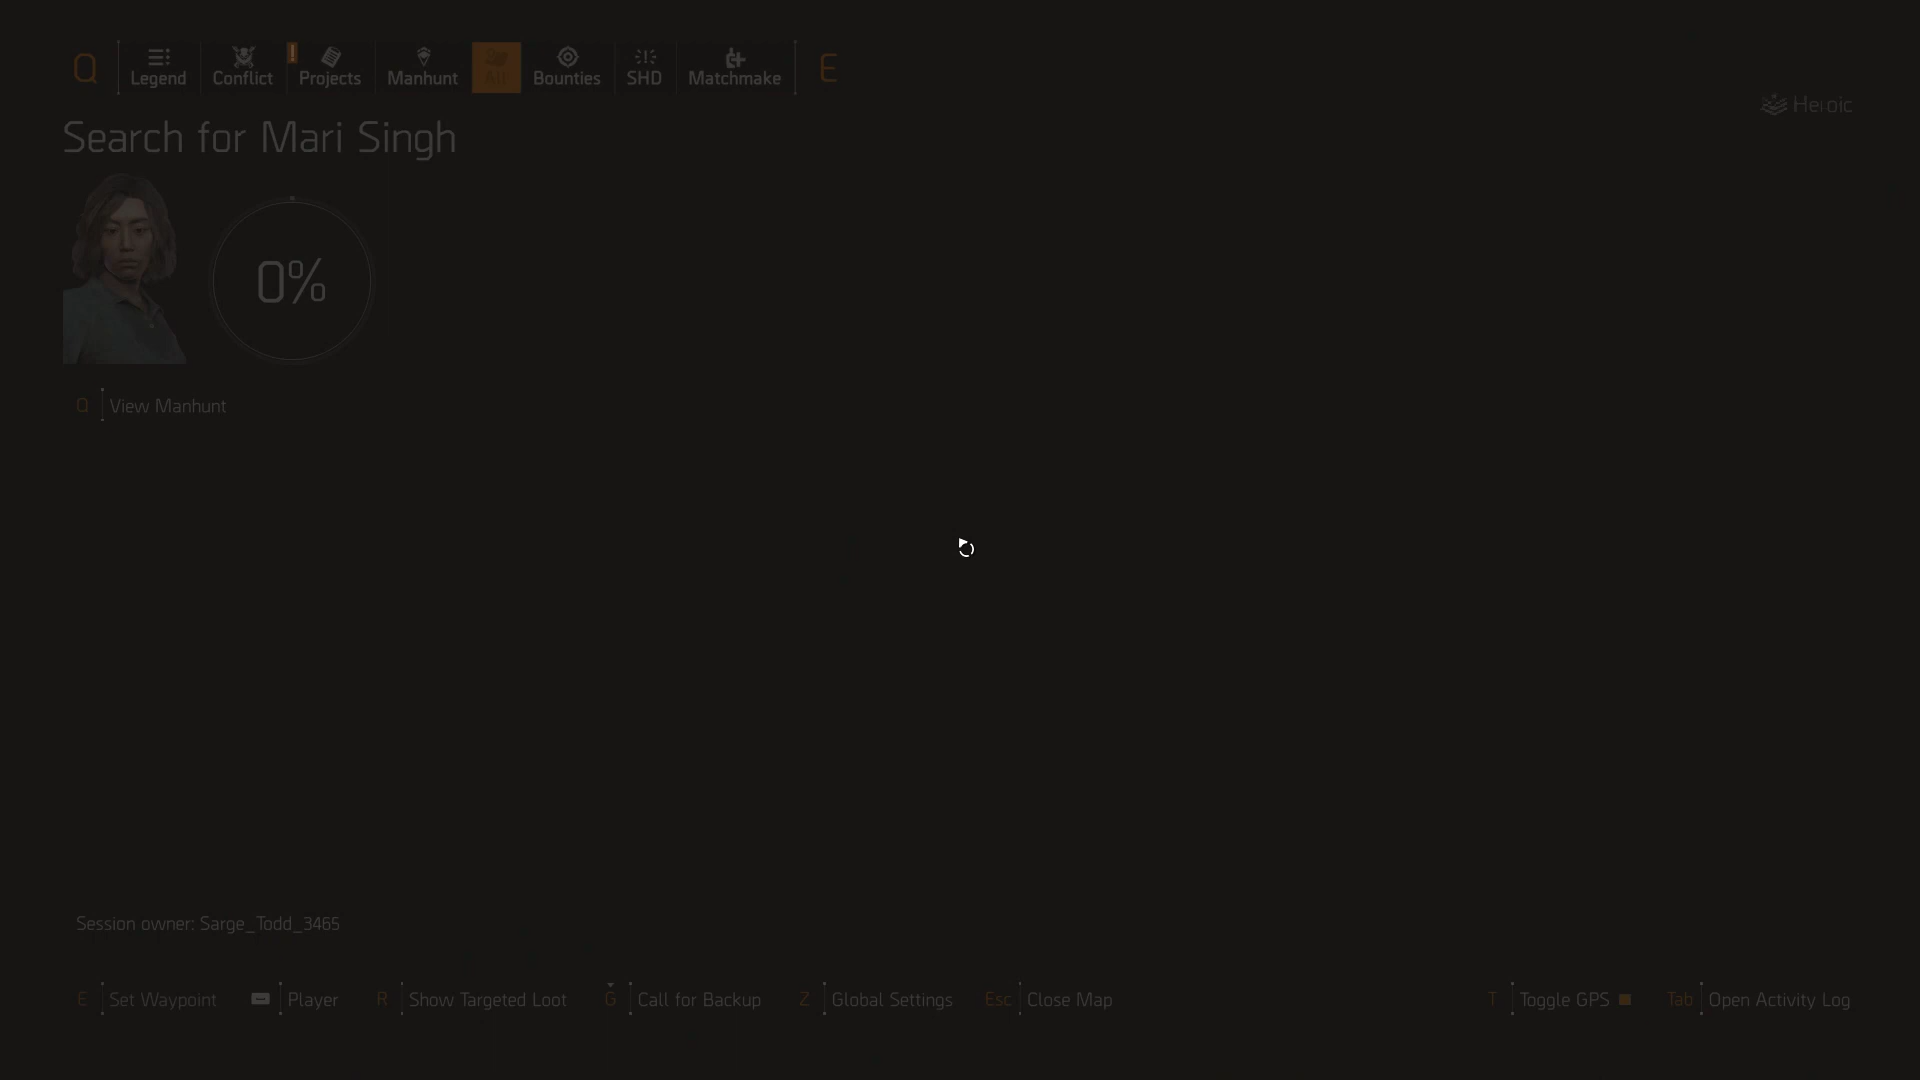 Q Legend Conflict Projects Manhunt All Bounties SHD Matchmake E
Heroic
Search for Mari Singh
0%
Q View Manhunt
Session owner: Sarge_Todd_3465
E Set Waypoint Player R Show Targeted Loot G Call for Backup Z Global Settings Esc Close Map T Toggle GPS Tab Open Activity Log